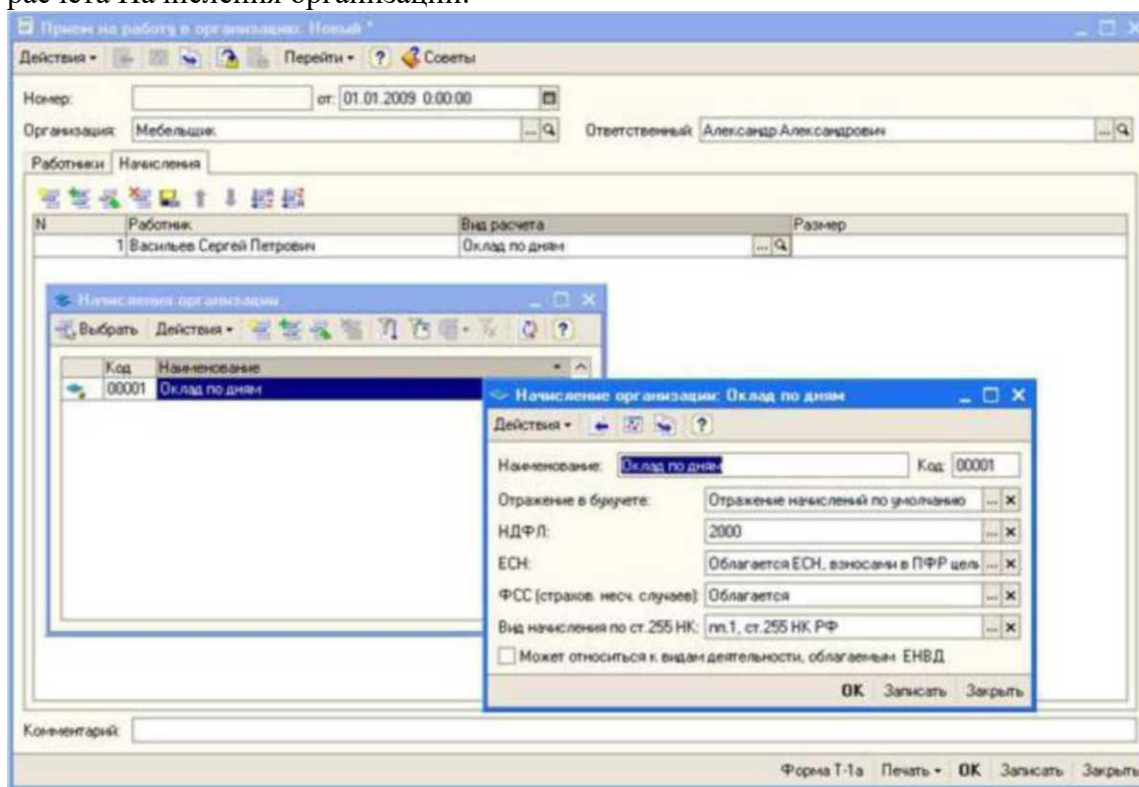 расчета Начисления организации.
Прием на работу в организацию: Новый *
Действия Перейти ? Советы
Номер: от: 01.01.2009 0:00:00
Организация: Мебельщик Ответственный: Александр Александрович
Работники Начисления
N Работник Вид расчета Размер
1 Васильев Сергей Петрович Оклад по дням ...
Начисления организации
Выбрать Действия ?
Код Наименование
00001 Оклад по дням
Начисление организации: Оклад по дням
Действия ?
Наименование: Оклад по дням Код: 00001
Отражение в бухучете: Отражение начислений по умолчанию ... x
НДФЛ: 2000 ... x
ЕСН: Облагается ЕСН, взносами в ПФР цель ... x
ФСС (страхов. несч. случаев): Облагается ... x
Вид начисления по ст.255 НК: пп.1, ст.255 НК РФ ... x
Может относиться к видам деятельности, облагаемым ЕНВД
OK Записать Закрыть
Комментарий:
Форма Т-1а Печать OK Записать Закрыть